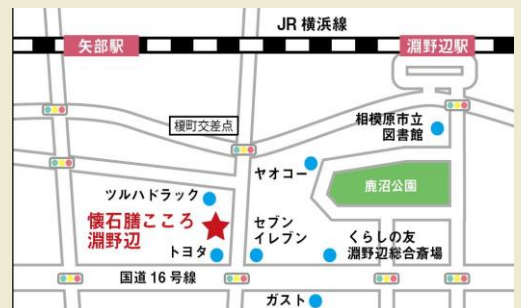 JR 横浜線
矢部駅
淵野辺駅
榎町交差点
相模原市立
図書館
ヤオコー
鹿沼公園
ツルハドラック
懐石膳こころ
淵野辺
セブン
イレブン
くらしの友
淵野辺総合斎場
トヨタ
国道 16 号線
ガスト